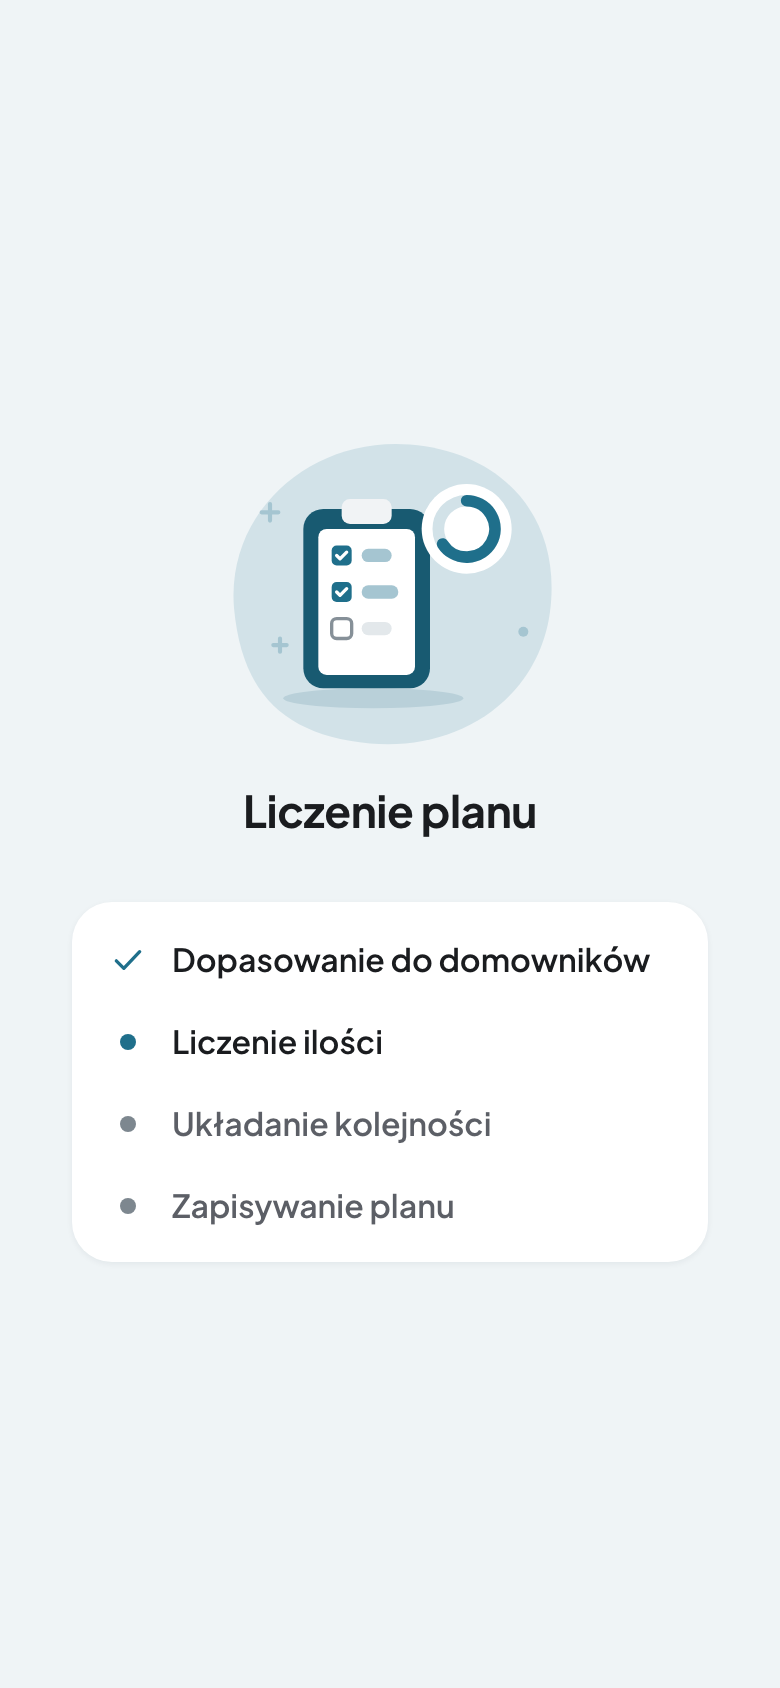 Liczenie planu
Dopasowanie do domowników
Liczenie ilości
Układanie kolejności
Zapisywanie planu